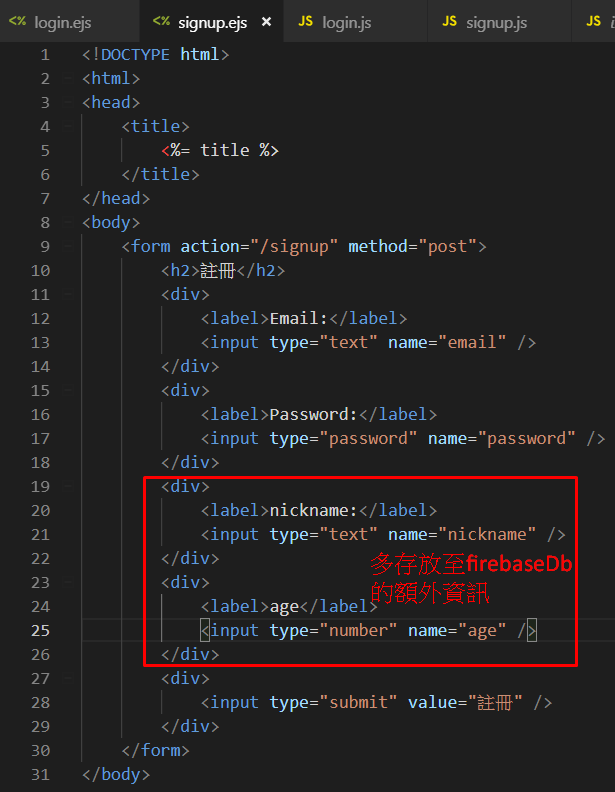 <%  login.ejs  <%  signup.ejs  ×  JS  login.js  JS  signup.js  JS
1 <!DOCTYPE html>
2 <html>
3 <head>
4     <title>
5         <%= title %>
6     </title>
7 </head>
8 <body>
9     <form action="/signup" method="post">
10         <h2>註冊</h2>
11         <div>
12             <label>Email:</label>
13             <input type="text" name="email" />
14         </div>
15         <div>
16             <label>Password:</label>
17             <input type="password" name="password" />
18         </div>
19         <div>
20             <label>nickname:</label>
21             <input type="text" name="nickname" />
22         </div>
多存放至firebaseDb
23         <div>
的額外資訊
24             <label>age</label>
25             <input type="number" name="age" />
26         </div>
27         <div>
28             <input type="submit" value="註冊" />
29         </div>
30     </form>
31 </body>